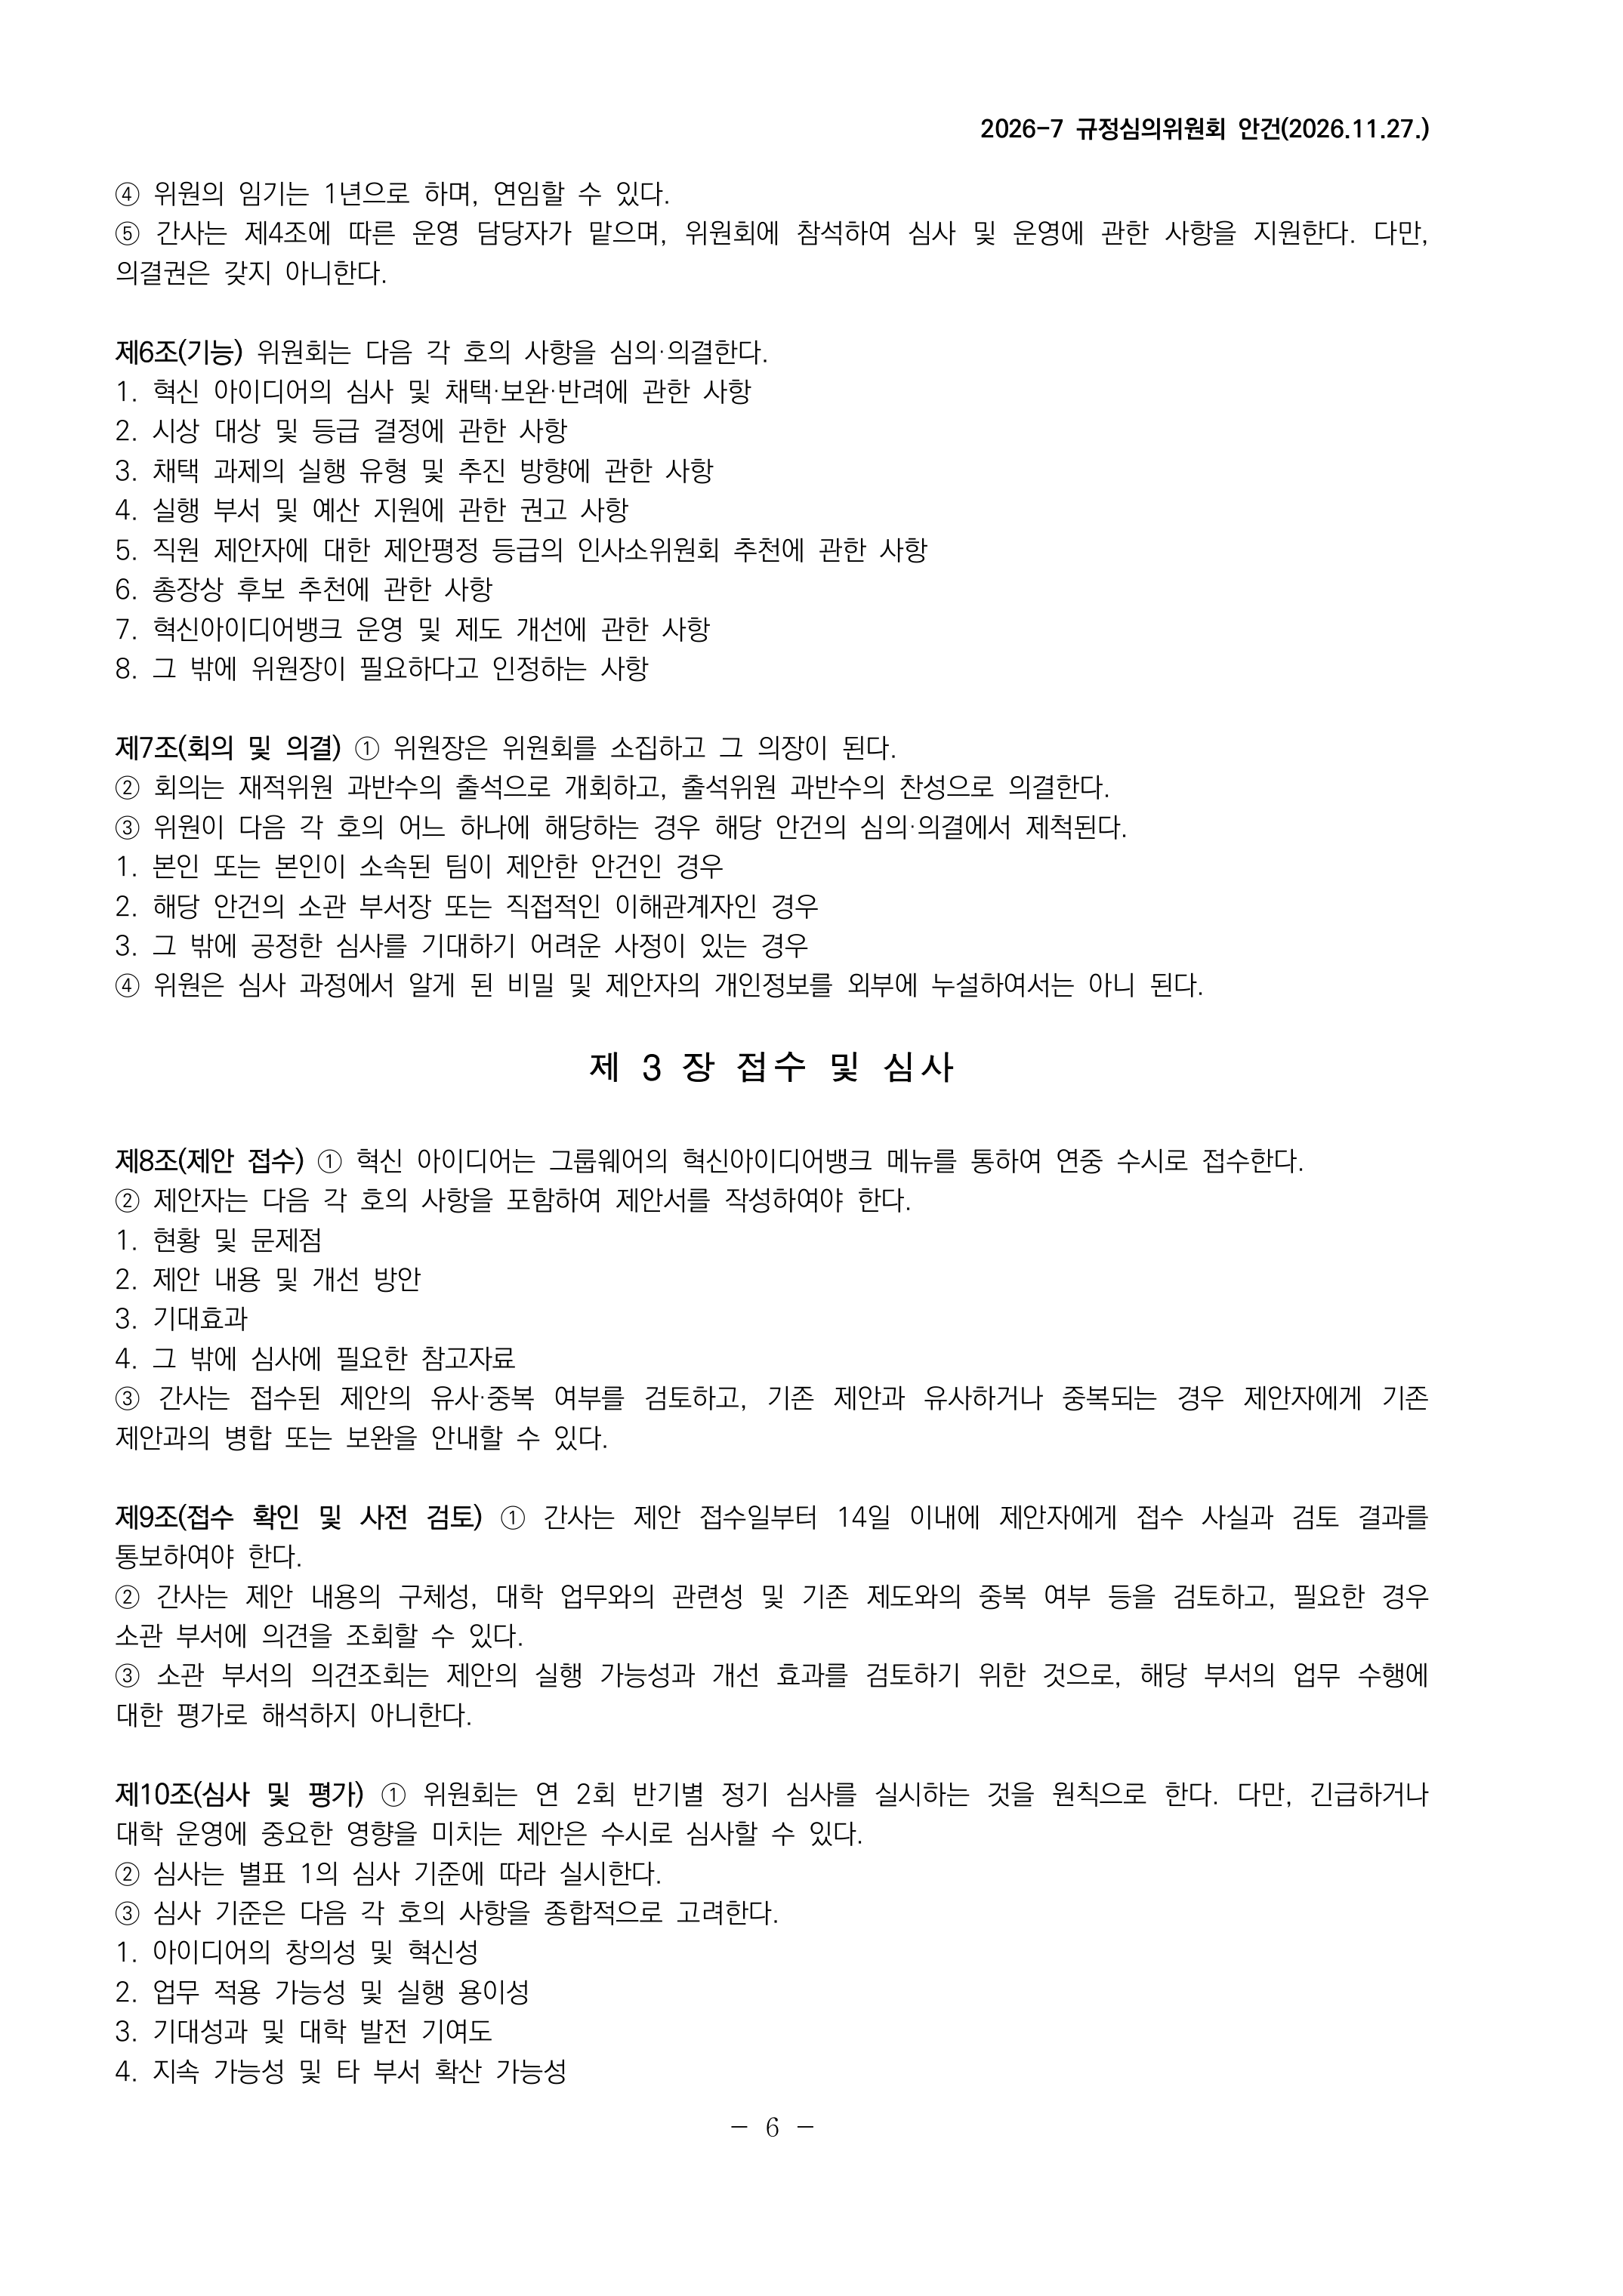 2026-7 규정심의위원회 안건(2026.11.27.)
④ 위원의 임기는 1년으로 하며, 연임할 수 있다.
⑤ 간사는 제4조에 따른 운영 담당자가 맡으며, 위원회에 참석하여 심사 및 운영에 관한 사항을 지원한다. 다만,
의결권은 갖지 아니한다.
제6조(기능) 위원회는 다음 각 호의 사항을 심의·의결한다.
1. 혁신 아이디어의 심사 및 채택·보완·반려에 관한 사항
2. 시상 대상 및 등급 결정에 관한 사항
3. 채택 과제의 실행 유형 및 추진 방향에 관한 사항
4. 실행 부서 및 예산 지원에 관한 권고 사항
5. 직원 제안자에 대한 제안평정 등급의 인사소위원회 추천에 관한 사항
6. 총장상 후보 추천에 관한 사항
7. 혁신아이디어뱅크 운영 및 제도 개선에 관한 사항
8. 그 밖에 위원장이 필요하다고 인정하는 사항
제7조(회의 및 의결) ① 위원장은 위원회를 소집하고 그 의장이 된다.
② 회의는 재적위원 과반수의 출석으로 개회하고, 출석위원 과반수의 찬성으로 의결한다.
③ 위원이 다음 각 호의 어느 하나에 해당하는 경우 해당 안건의 심의·의결에서 제척된다.
1. 본인 또는 본인이 소속된 팀이 제안한 안건인 경우
2. 해당 안건의 소관 부서장 또는 직접적인 이해관계자인 경우
3. 그 밖에 공정한 심사를 기대하기 어려운 사정이 있는 경우
④ 위원은 심사 과정에서 알게 된 비밀 및 제안자의 개인정보를 외부에 누설하여서는 아니 된다.
제 3 장 접수 및 심사
제8조(제안 접수) ① 혁신 아이디어는 그룹웨어의 혁신아이디어뱅크 메뉴를 통하여 연중 수시로 접수한다.
② 제안자는 다음 각 호의 사항을 포함하여 제안서를 작성하여야 한다.
1. 현황 및 문제점
2. 제안 내용 및 개선 방안
3. 기대효과
4. 그 밖에 심사에 필요한 참고자료
③ 간사는 접수된 제안의 유사·중복 여부를 검토하고, 기존 제안과 유사하거나 중복되는 경우 제안자에게 기존
제안과의 병합 또는 보완을 안내할 수 있다.
제9조(접수 확인 및 사전 검토) ① 간사는 제안 접수일부터 14일 이내에 제안자에게 접수 사실과 검토 결과를
통보하여야 한다.
② 간사는 제안 내용의 구체성, 대학 업무와의 관련성 및 기존 제도와의 중복 여부 등을 검토하고, 필요한 경우
소관 부서에 의견을 조회할 수 있다.
③ 소관 부서의 의견조회는 제안의 실행 가능성과 개선 효과를 검토하기 위한 것으로, 해당 부서의 업무 수행에
대한 평가로 해석하지 아니한다.
제10조(심사 및 평가) ① 위원회는 연 2회 반기별 정기 심사를 실시하는 것을 원칙으로 한다. 다만, 긴급하거나
대학 운영에 중요한 영향을 미치는 제안은 수시로 심사할 수 있다.
② 심사는 별표 1의 심사 기준에 따라 실시한다.
③ 심사 기준은 다음 각 호의 사항을 종합적으로 고려한다.
1. 아이디어의 창의성 및 혁신성
2. 업무 적용 가능성 및 실행 용이성
3. 기대성과 및 대학 발전 기여도
4. 지속 가능성 및 타 부서 확산 가능성
- 6 -